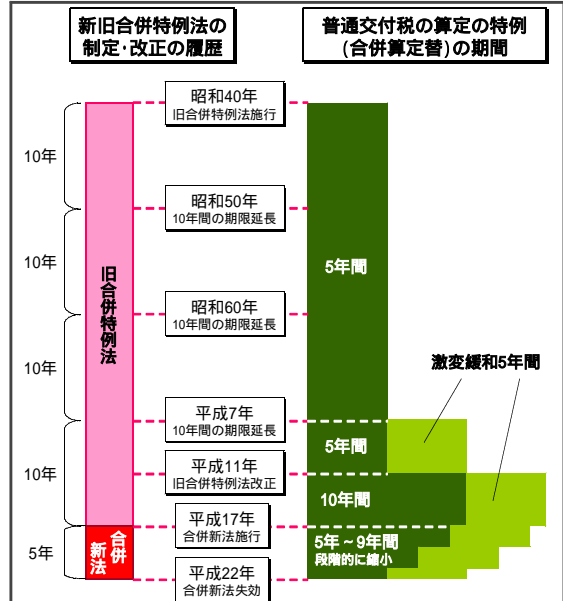 新旧合併特例法の
制定･改正の履歴
普通交付税の算定の特例
(合併算定替)の期間
昭和40年
旧合併特例法施行
10年
昭和50年
10年間の期限延長
10年
5年間
旧合併特例法
昭和60年
10年間の期限延長
10年
激変緩和5年間
平成7年
10年間の期限延長
5年間
10年
平成11年
旧合併特例法改正
10年間
平成17年
合併新法施行
5年～9年間
段階的に縮小
5年
合併
新法
平成22年
合併新法失効